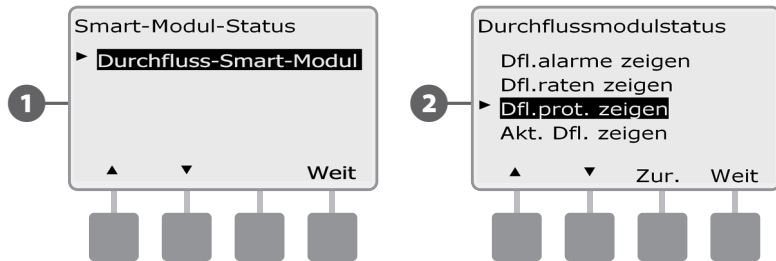 1
Smart-Modul-Status
► Durchfluss-Smart-Modul
▲ ▼ Weit
2
Durchflussmodulstatus
Dfl.alarme zeigen
Dfl.raten zeigen
► Dfl.prot. zeigen
Akt. Dfl. zeigen
▲ ▼ Zur. Weit